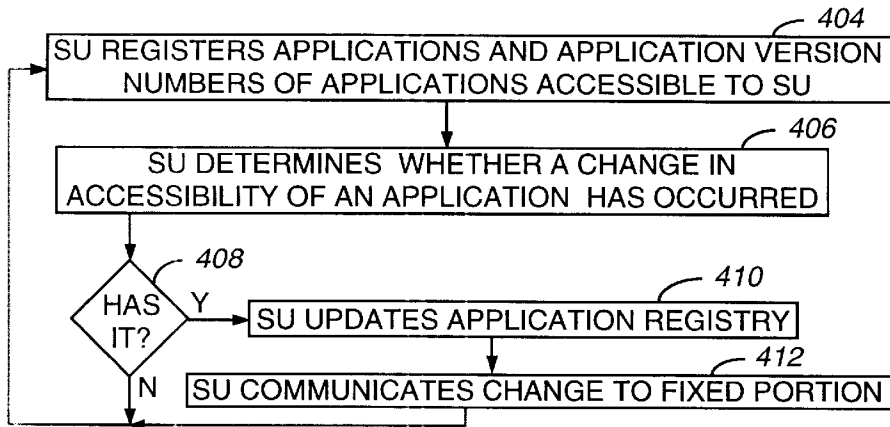 404
SU REGISTERS APPLICATIONS AND APPLICATION VERSION
NUMBERS OF APPLICATIONS ACCESSIBLE TO SU
406
SU DETERMINES WHETHER A CHANGE IN
ACCESSIBILITY OF AN APPLICATION HAS OCCURRED
408
HAS
IT?
Y
410
SU UPDATES APPLICATION REGISTRY
412
N
SU COMMUNICATES CHANGE TO FIXED PORTION